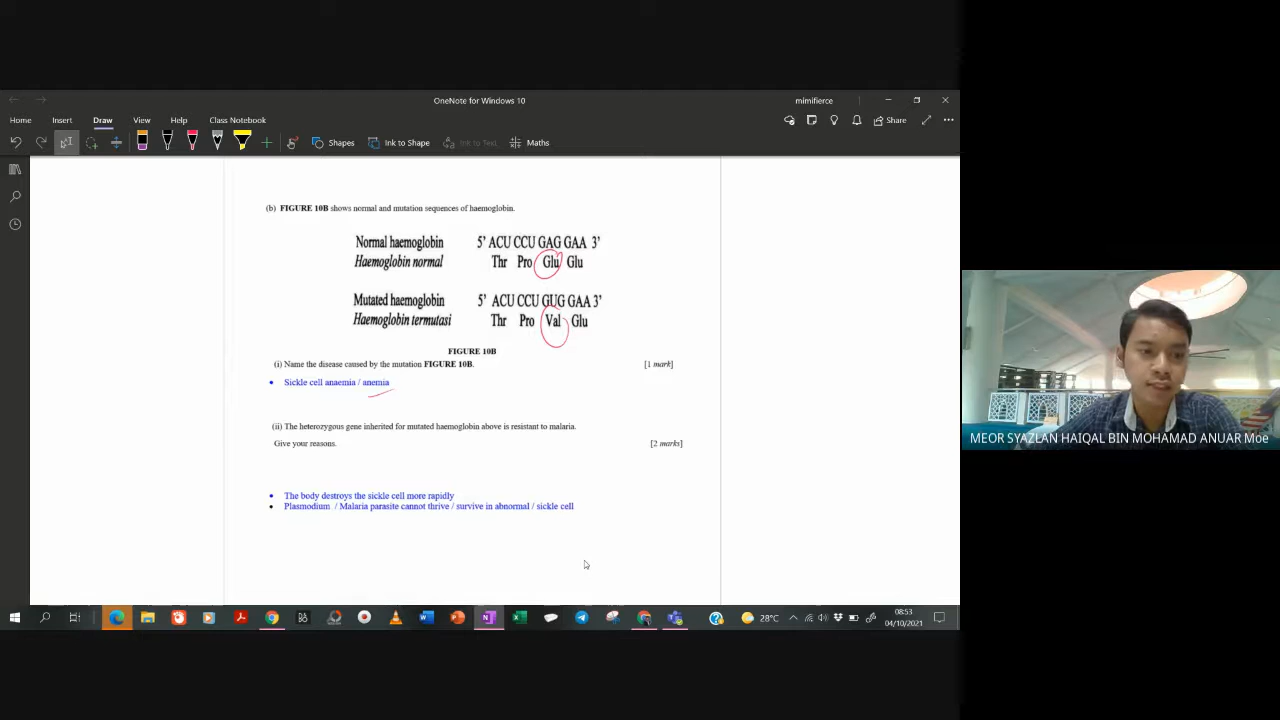 OneNote for Windows 10
mimifierce
Home Insert Draw View Help Class Notebook
Share
Shapes Ink to Shape Ink to Text Maths
(b) FIGURE 10B shows normal and mutation sequences of haemoglobin.
Normal haemoglobin 5' ACU CCU GAG GAA 3'
Haemoglobin normal Thr Pro Glu Glu
Mutated haemoglobin 5' ACU CCU GUG GAA 3'
Haemoglobin termutasi Thr Pro Val Glu
FIGURE 10B
(i) Name the disease caused by the mutation FIGURE 10B. [1 mark]
• Sickle cell anaemia / anemia
(ii) The heterozygous gene inherited for mutated haemoglobin above is resistant to malaria.
Give your reasons. [2 marks]
• The body destroys the sickle cell more rapidly
• Plasmodium / Malaria parasite cannot thrive / survive in abnormal / sickle cell
MEOR SYAZLAN HAIQAL BIN MOHAMAD ANUAR Moe
28°C
08:53
04/10/2021